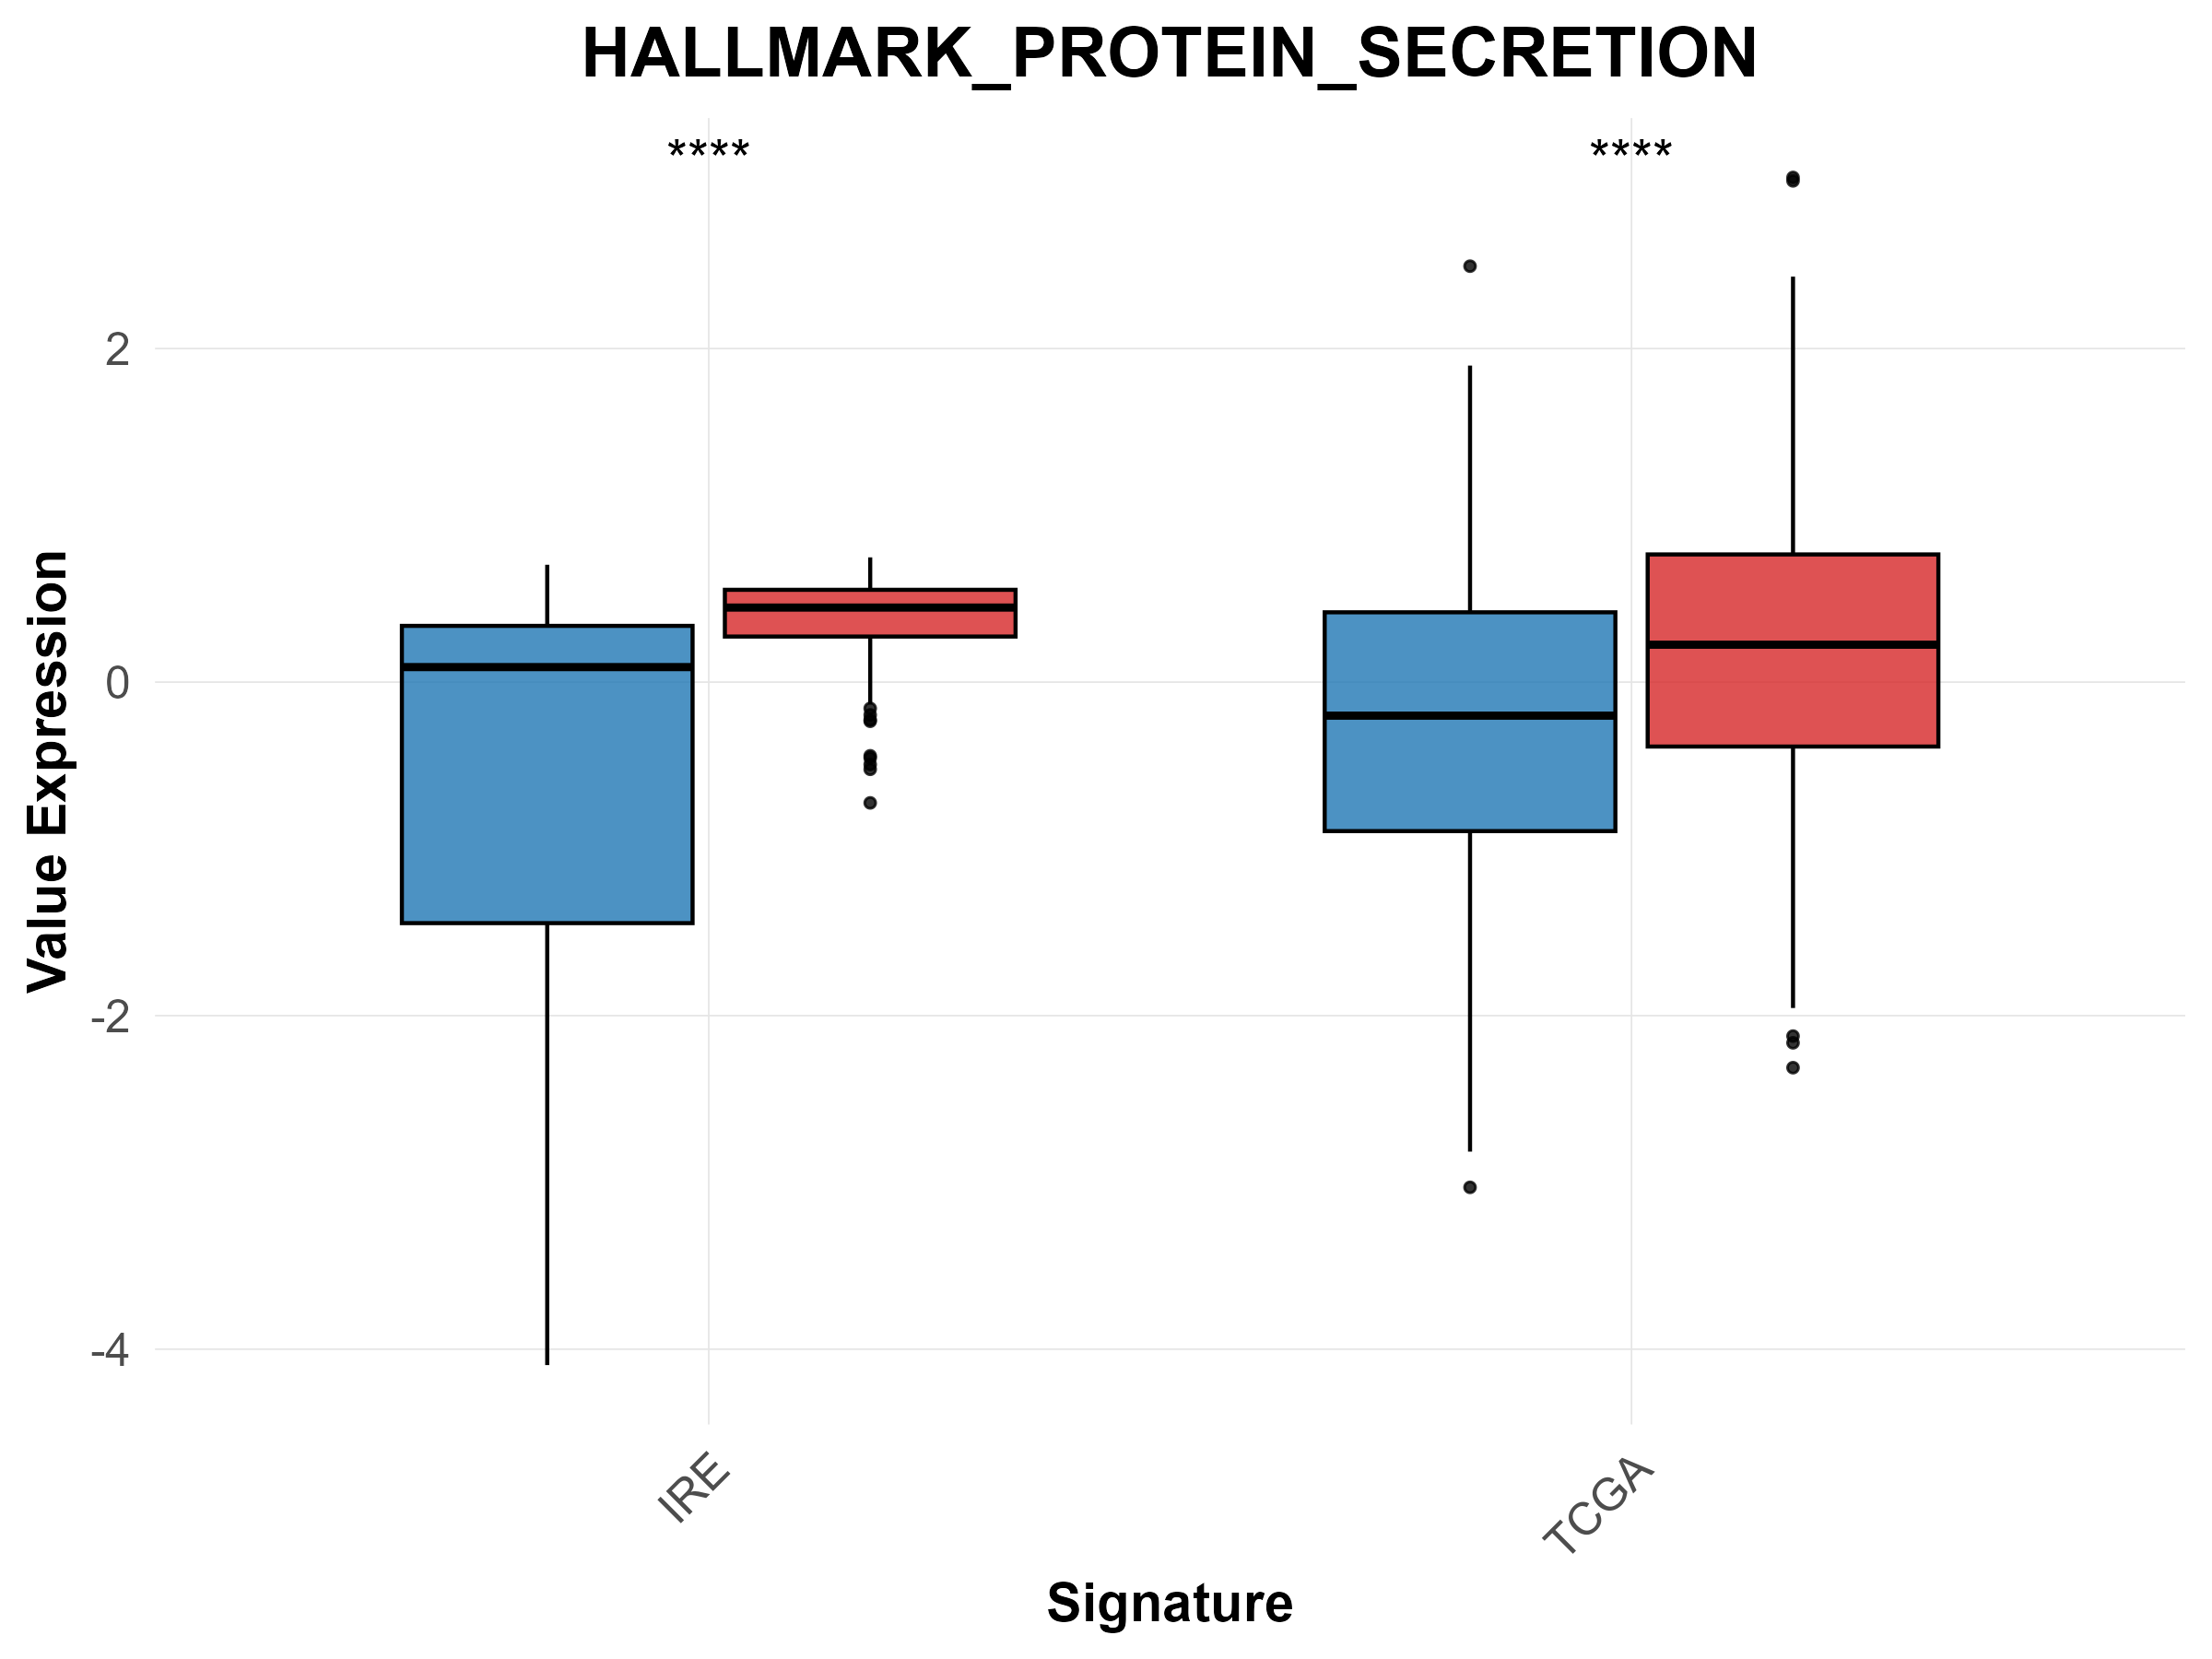 HALLMARK_PROTEIN_SECRETION
**** ****
2
0
-2
-4
Value Expression
IRE TCGA
Signature